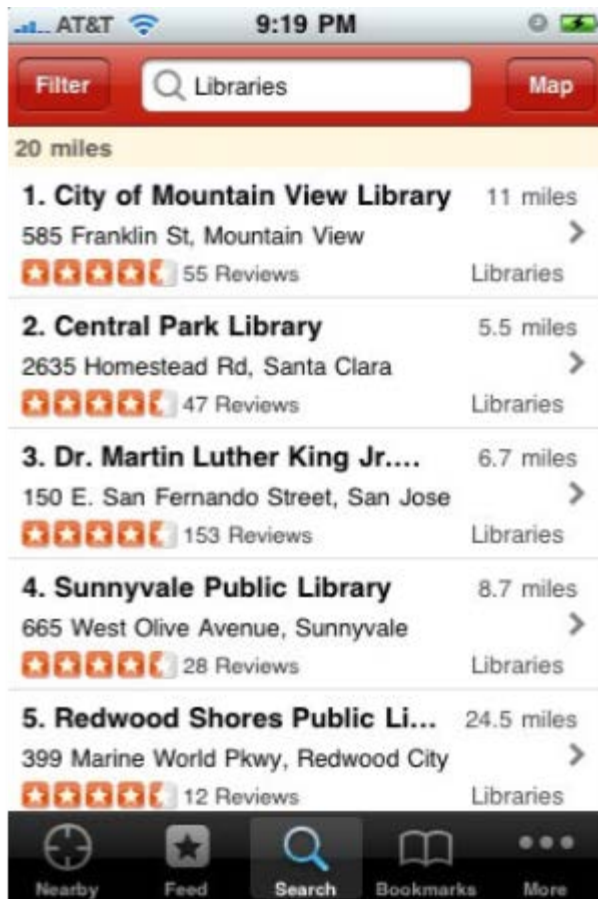 AT&T 9:19 PM
Filter Libraries Map
20 miles
1. City of Mountain View Library 11 miles
585 Franklin St, Mountain View
55 Reviews Libraries
2. Central Park Library 5.5 miles
2635 Homestead Rd, Santa Clara
47 Reviews Libraries
3. Dr. Martin Luther King Jr.... 6.7 miles
150 E. San Fernando Street, San Jose
153 Reviews Libraries
4. Sunnyvale Public Library 8.7 miles
665 West Olive Avenue, Sunnyvale
28 Reviews Libraries
5. Redwood Shores Public Li... 24.5 miles
399 Marine World Pkwy, Redwood City
12 Reviews Libraries
Nearby Feed Search Bookmarks More